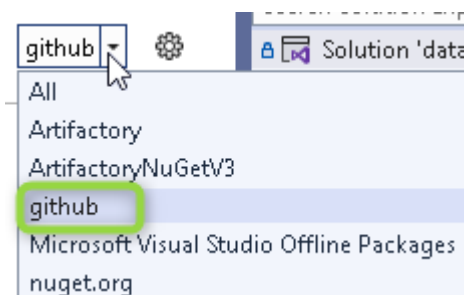 github
Solution 'data
All
Artifactory
ArtifactoryNuGetV3
github
Microsoft Visual Studio Offline Packages
nuget.org